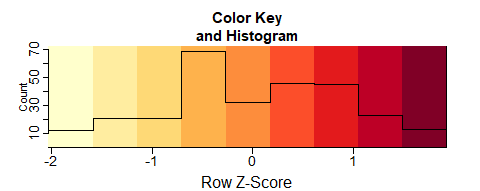 Color Key
and Histogram
Count
10 30 50 70
-2 -1 0 1
Row Z-Score